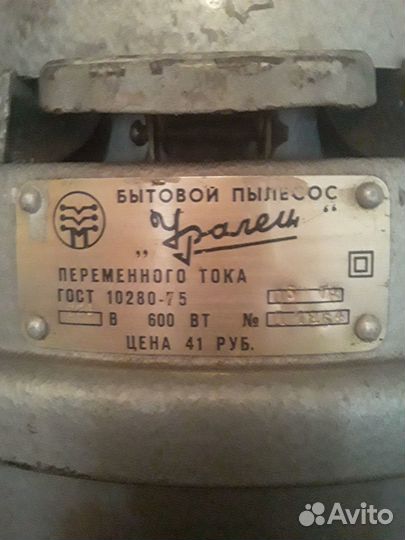 БЫТОВОЙ ПЫЛЕСОС
„Уралец“
ПЕРЕМЕННОГО ТОКА
ГОСТ 10280-75
В 600 ВТ №
ЦЕНА 41 РУБ.
Avito